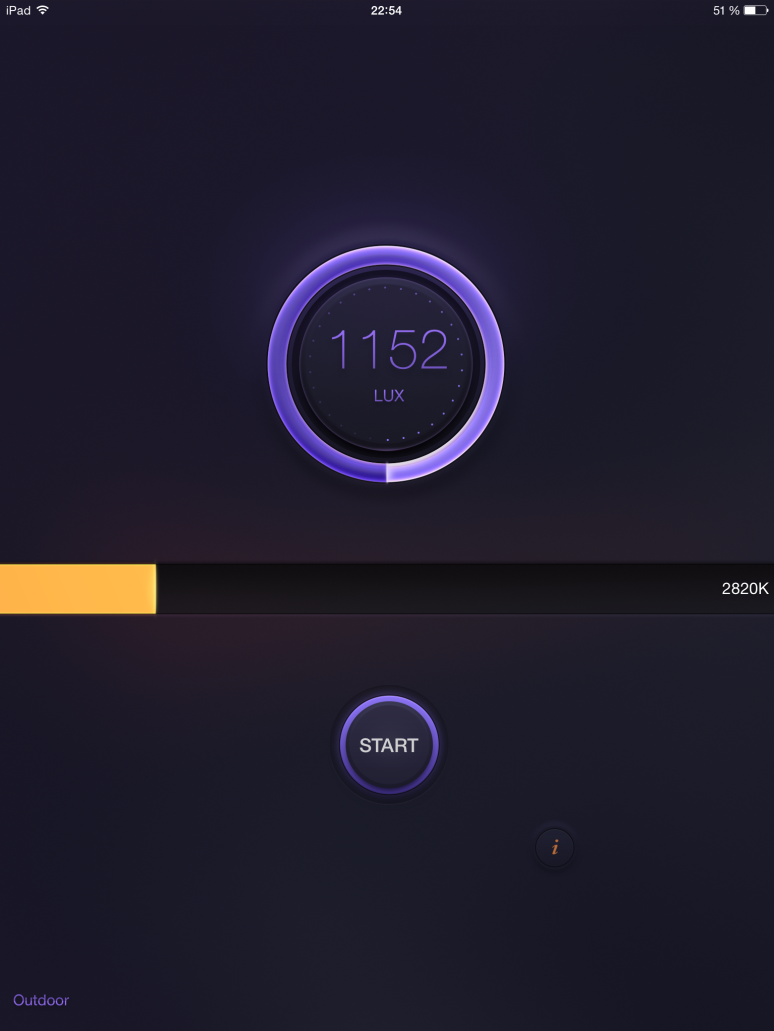 iPad 22:54 51 %
1152
LUX
2820K
START
i
Outdoor